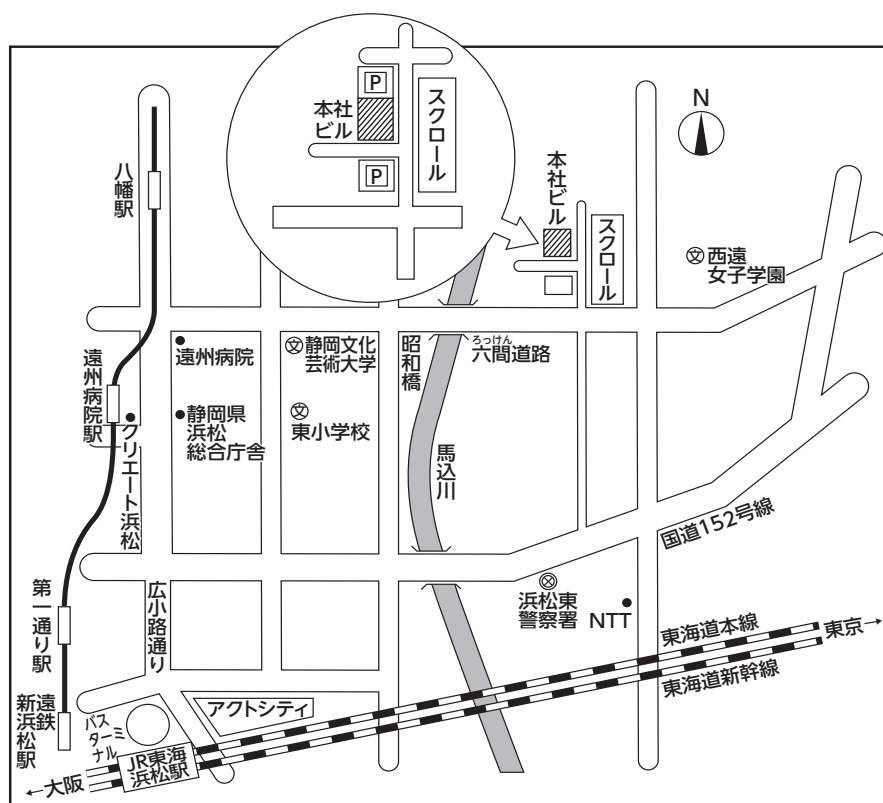 P
本社
ビル
P
スクロール
N
本社ビル
スクロール
西遠
女子学園
八幡駅
遠州病院
静岡文化
芸術大学
昭和橋
ろっけん
六間道路
遠州病院駅
クリエート浜松
静岡県
浜松
総合庁舎
東小学校
馬込川
国道152号線
第一通り駅
広小路通り
浜松東
警察署
NTT
東海道本線
東京→
東海道新幹線
遠鉄
新浜松駅
バス
ターミ
ナル
アクトシティ
JR東海
浜松駅
←大阪
文
文
文